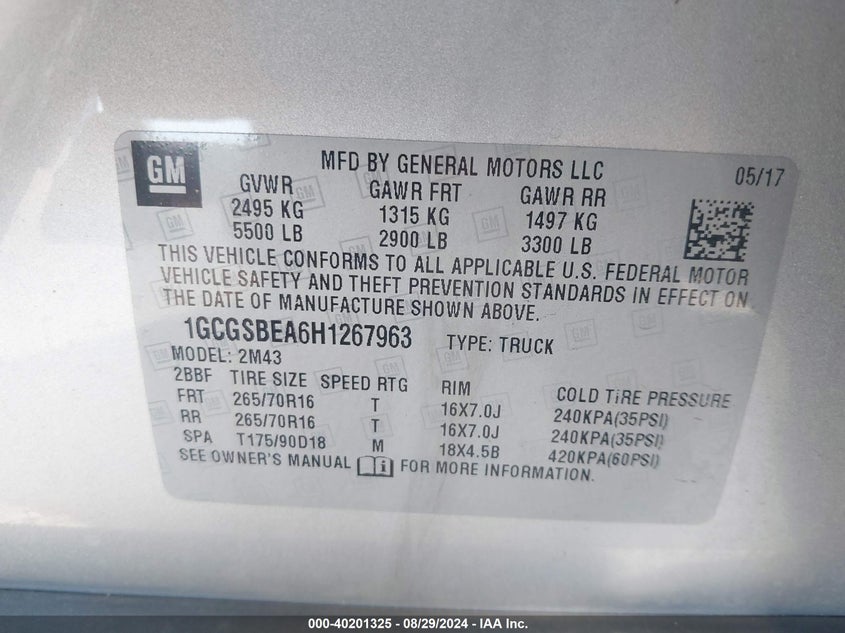 GM
MFD BY GENERAL MOTORS LLC 05/17
GVWR GAWR FRT GAWR RR
2495 KG 1315 KG 1497 KG
5500 LB 2900 LB 3300 LB
THIS VEHICLE CONFORMS TO ALL APPLICABLE U.S. FEDERAL MOTOR
VEHICLE SAFETY AND THEFT PREVENTION STANDARDS IN EFFECT ON
THE DATE OF MANUFACTURE SHOWN ABOVE.
1GCGSBEA6H1267963 TYPE: TRUCK
MODEL: 2M43
2BBF TIRE SIZE SPEED RTG RIM COLD TiRE PRESSURE
FRT 265/70R16 T 16X7.0J 240KPA(35PSI)
RR 265/70R16 T 16X7.0J 240KPA(35PSI)
SPA T175/90D18 M 18X4.5B 420KPA(60PSI)
SEE OWNER'S MANUAL i FOR MORE INFORMATION.
000-40201325 - 08/29/2024 - IAA Inc.